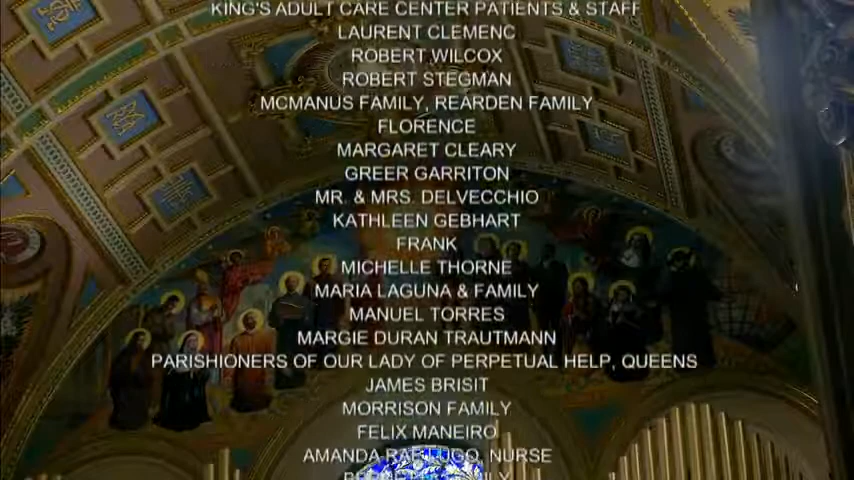 KING'S ADULT CARE CENTER PATIENTS & STAFF
LAURENT CLEMENC
ROBERT WILCOX
ROBERT STEGMAN
MCMANUS FAMILY, REARDEN FAMILY
FLORENCE
MARGARET CLEARY
GREER GARRITON
MR. & MRS. DELVECCHIO
KATHLEEN GEBHART
FRANK
MICHELLE THORNE
MARIA LAGUNA & FAMILY
MANUEL TORRES
MARGIE DURAN TRAUTMANN
PARISHIONERS OF OUR LADY OF PERPETUAL HELP, QUEENS
JAMES BRISIT
MORRISON FAMILY
FELIX MANEIRO
AMANDA NURSE